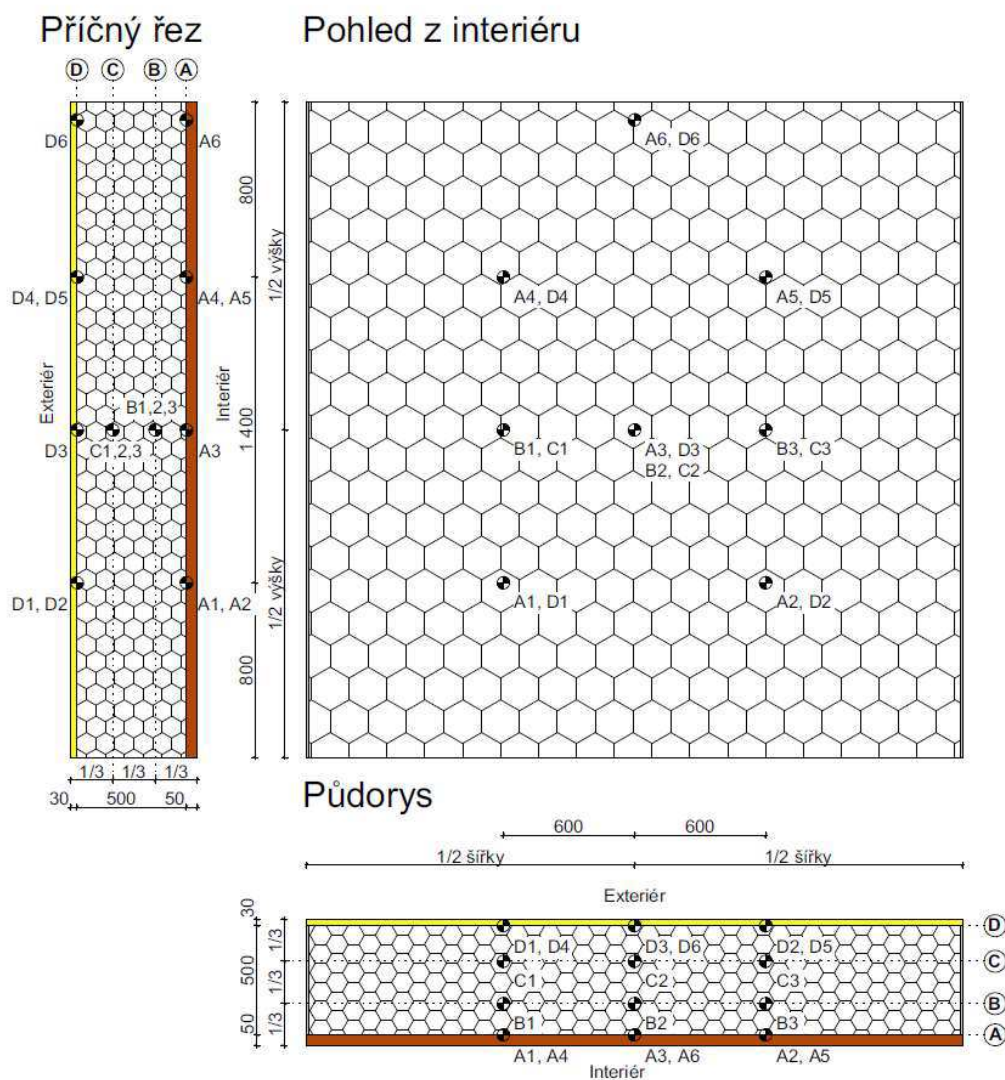 Příčný řez
Pohled z interiéru
D
C
B
A
D6
A6
D4, D5
A4, A5
Exteriér
Interiér
B1,2,3
D3
C1,2,3
A3
D1, D2
A1, A2
1/3
1/3
1/3
30
500
50
800
1 400
800
1/2 výšky
1/2 výšky
A6, D6
A4, D4
A5, D5
B1, C1
A3, D3
B2, C2
B3, C3
A1, D1
A2, D2
Půdorys
600
600
1/2 šířky
1/2 šířky
Exteriér
30
500
50
1/3
1/3
1/3
D1, D4
D3, D6
D2, D5
C1
C2
C3
B1
B2
B3
A1, A4
A3, A6
A2, A5
Interiér
D
C
B
A